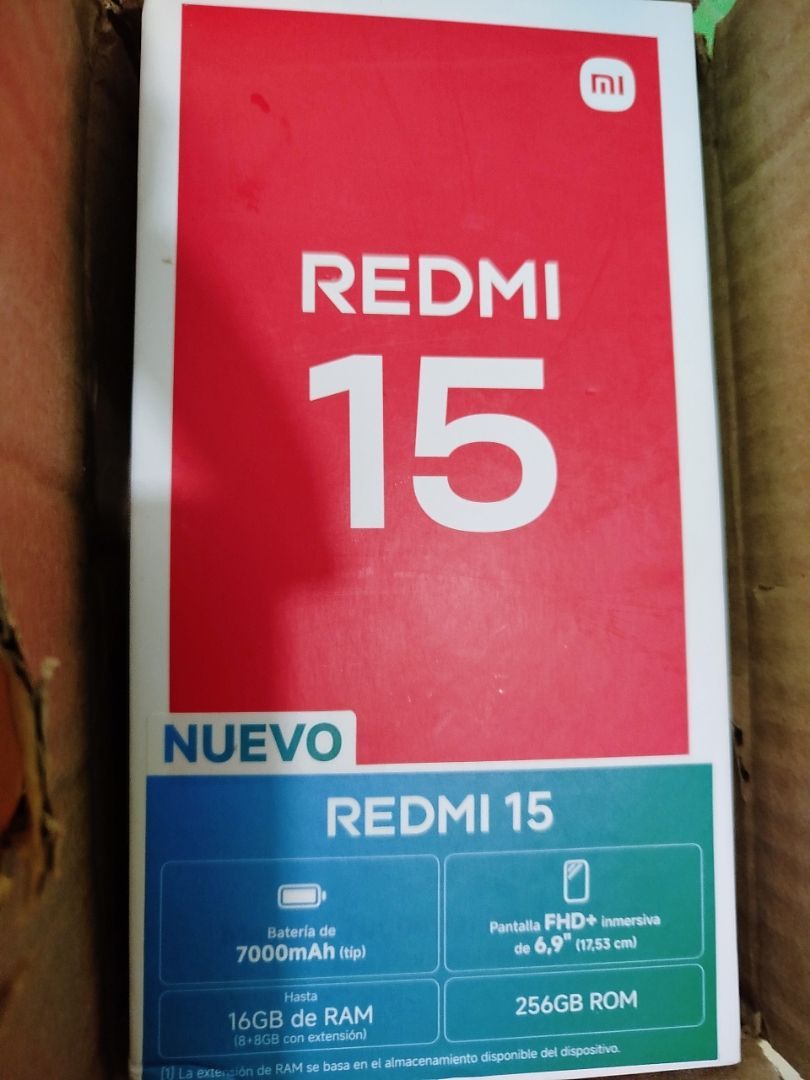 mi
REDMI
15
NUEVO
REDMI 15
Batería de
7000mAh (típ)
Pantalla FHD+ inmersiva
de 6,9" (17,53 cm)
Hasta
16GB de RAM
(8+8GB con extensión)
256GB ROM
(1) La extensión de RAM se basa en el almacenamiento disponible del dispositivo.